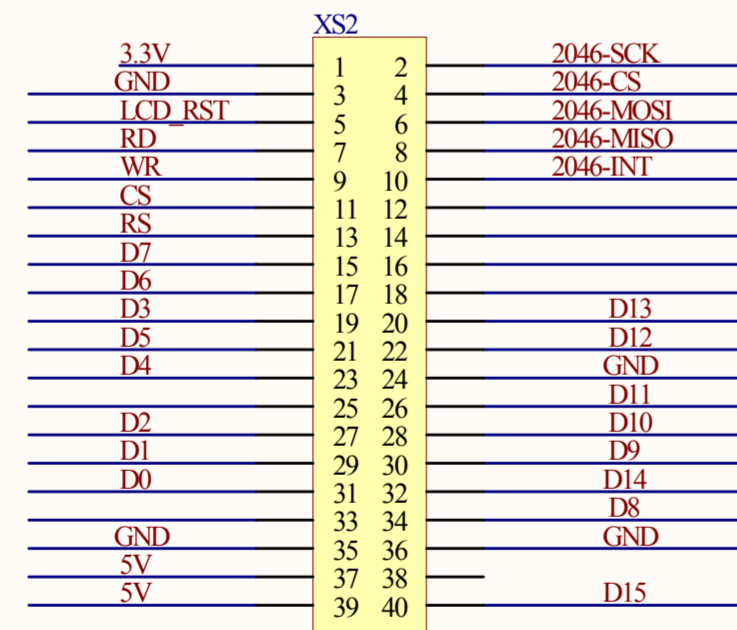 XS2
3.3V 1 2 2046-SCK
GND 3 4 2046-CS
LCD_RST 5 6 2046-MOSI
RD 7 8 2046-MISO
WR 9 10 2046-INT
CS 11 12
RS 13 14
D7 15 16
D6 17 18
D3 19 20 D13
D5 21 22 D12
D4 23 24 GND
25 26 D11
D2 27 28 D10
D1 29 30 D9
D0 31 32 D14
33 34 D8
GND 35 36 GND
5V 37 38
5V 39 40 D15